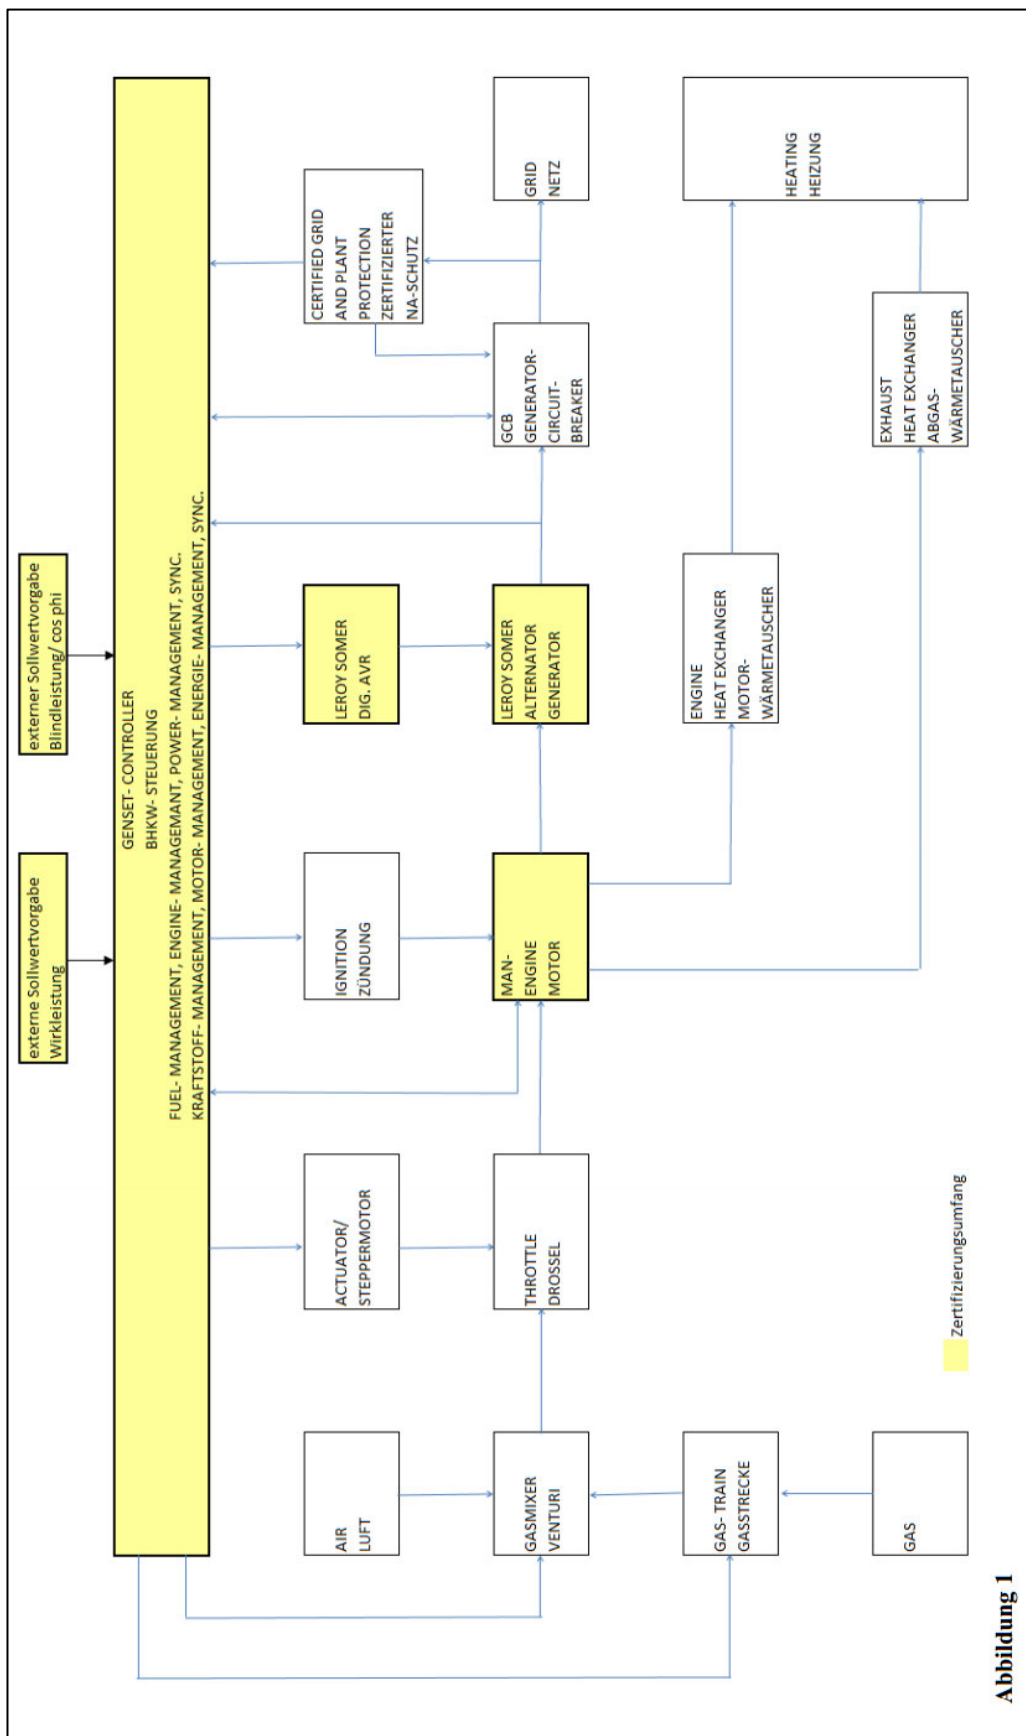 externe Sollwertvorgabe
Wirkleistung
externer Sollwertvorgabe
Blindleistung/ cos phi
GENSET- CONTROLLER
BHKW- STEUERUNG
FUEL- MANAGEMENT, ENGINE- MANAGEMANT, POWER- MANAGEMENT, SYNC.
KRAFTSTOFF- MANAGEMENT, MOTOR- MANAGEMENT, ENERGIE- MANAGEMENT, SYNC.
AIR
LUFT
ACTUATOR/
STEPPERMOTOR
IGNITION
ZÜNDUNG
LEROY SOMER
DIG. AVR
CERTIFIED GRID
AND PLANT
PROTECTION
ZERTIFIZIERTER
NA-SCHUTZ
GASMIXER
VENTURI
THROTTLE
DROSSEL
MAN-
ENGINE
MOTOR
LEROY SOMER
ALTERNATOR
GENERATOR
GCB
GENERATOR-
CIRCUIT-
BREAKER
GRID
NETZ
GAS- TRAIN
GASSTRECKE
ENGINE
HEAT EXCHANGER
MOTOR-
WÄRMETAUSCHER
HEATING
HEIZUNG
GAS
EXHAUST
HEAT EXCHANGER
ABGAS-
WÄRMETAUSCHER
Zertifizierungsumfang
Abbildung 1